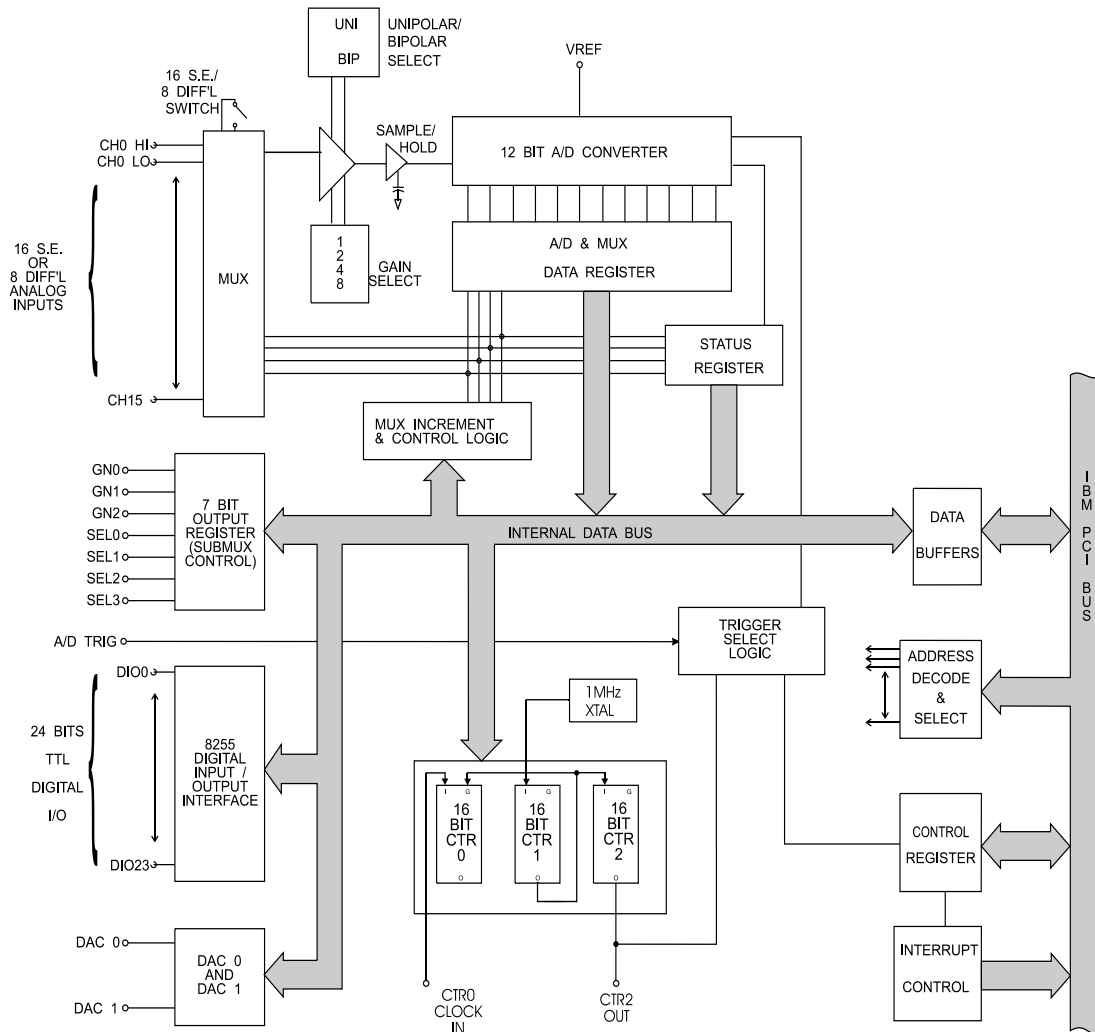 UNI
BIP
UNIPOLAR/
BIPOLAR
SELECT
VREF
16 S.E./
8 DIFF'L
SWITCH
SAMPLE/
HOLD
12 BIT A/D CONVERTER
CH0 HI
CH0 LO
A/D & MUX
DATA REGISTER
1
2
4
8
GAIN
SELECT
MUX
16 S.E.
OR
8 DIFF'L
ANALOG
INPUTS
STATUS
REGISTER
CH15
MUX INCREMENT
& CONTROL LOGIC
GN0
GN1
GN2
SEL0
SEL1
SEL2
SEL3
7 BIT
OUTPUT
REGISTER
(SUBMUX
CONTROL)
INTERNAL DATA BUS
DATA
BUFFERS
IBM PCI BUS
A/D TRIG
TRIGGER
SELECT
LOGIC
ADDRESS
DECODE
&
SELECT
DIO0
24 BITS
TTL
DIGITAL
I/O
DIO23
8255
DIGITAL
INPUT /
OUTPUT
INTERFACE
1MHz
XTAL
I G
16
BIT
CTR
0
O
I G
16
BIT
CTR
1
O
I G
16
BIT
CTR
2
O
CONTROL
REGISTER
DAC 0
DAC 1
DAC 0
AND
DAC 1
CTR0
CLOCK
IN
CTR2
OUT
INTERRUPT
CONTROL